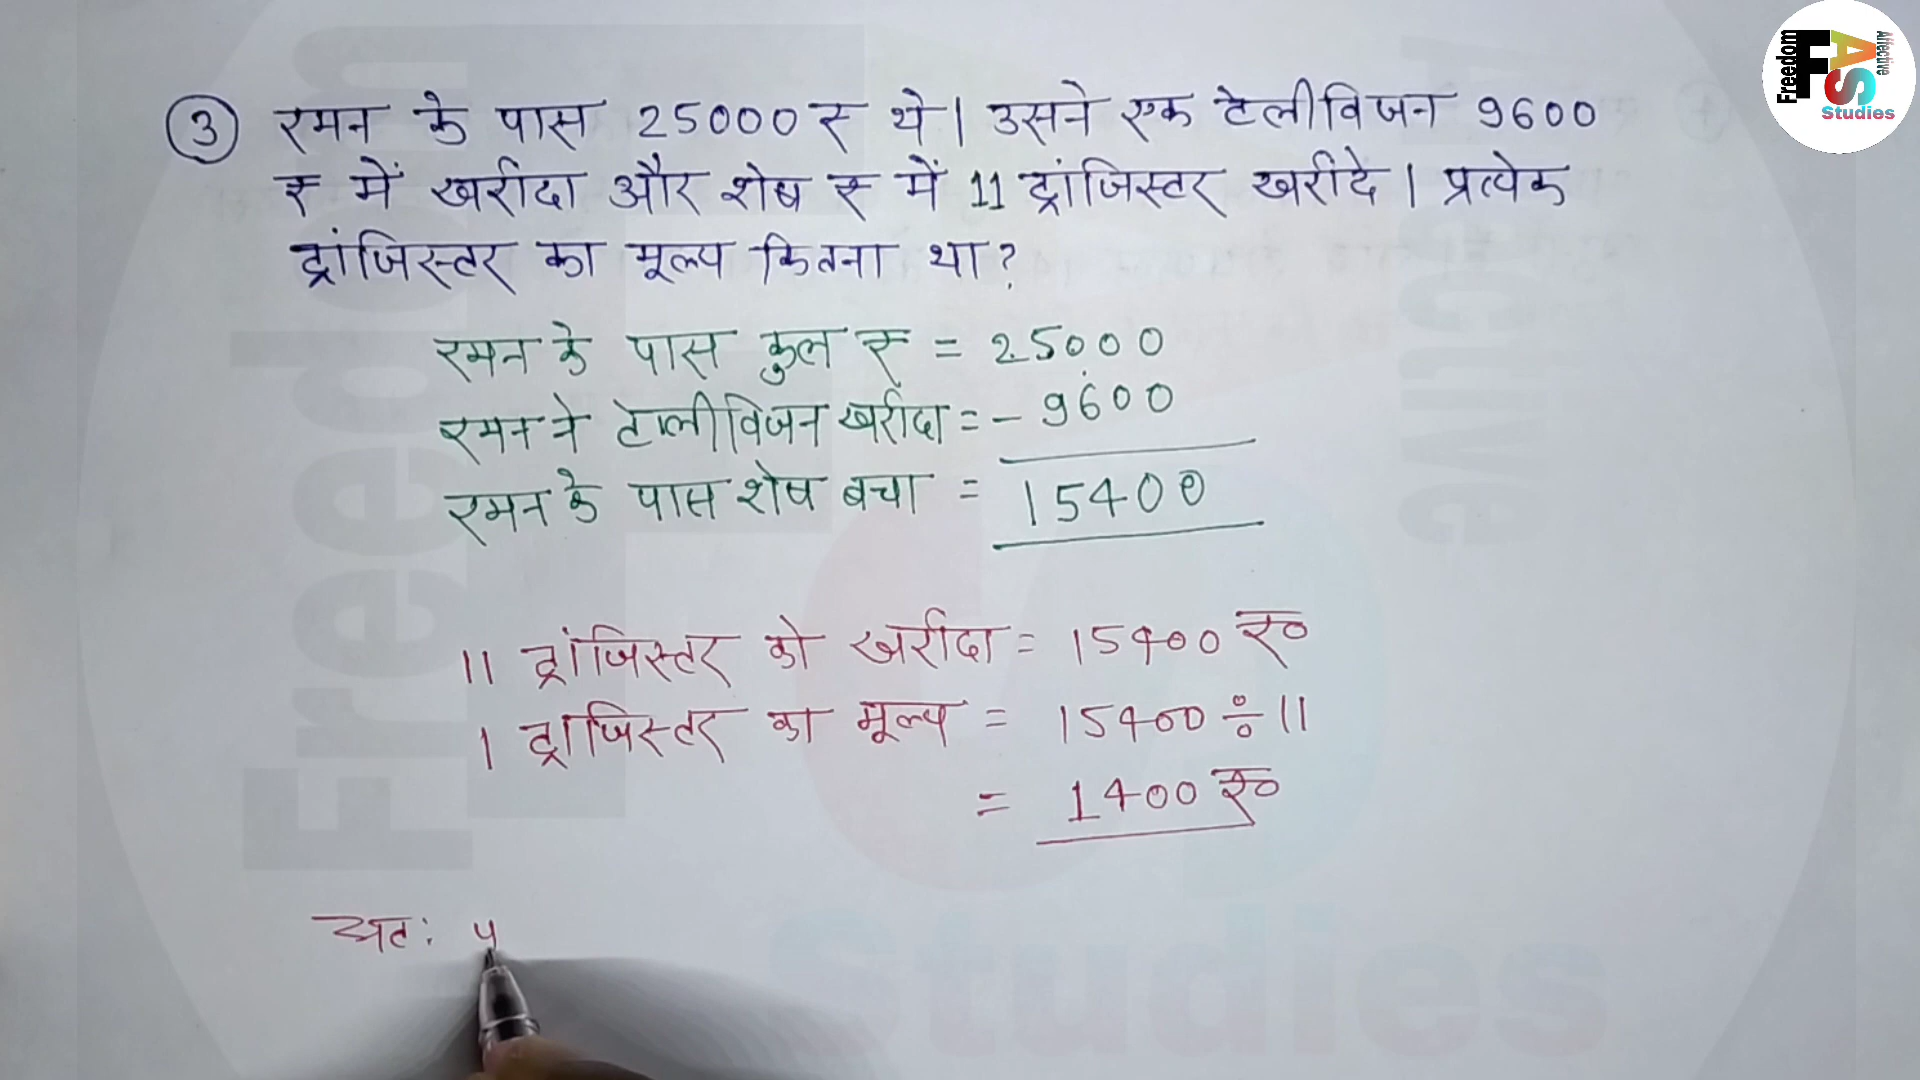 Freedom
FAS
Affective
Studies
③ रमन के पास 25000 ₹ थे। उसने एक टेलीविजन 9600
₹ में खरीदा और शेष ₹ में 11 ट्रांजिस्टर खरीदे। प्रत्येक
ट्रांजिस्टर का मूल्य कितना था?
रमन के पास कुल ₹ = 25000
रमन ने टेलीविजन खरीदा = - 9600
रमन के पास शेष बचा = 15400
11 ट्रांजिस्टर को खरीदा = 15400 रु०
1 ट्रांजिस्टर का मूल्य = 15400 ÷ 11
= 1400 रु०
अत: